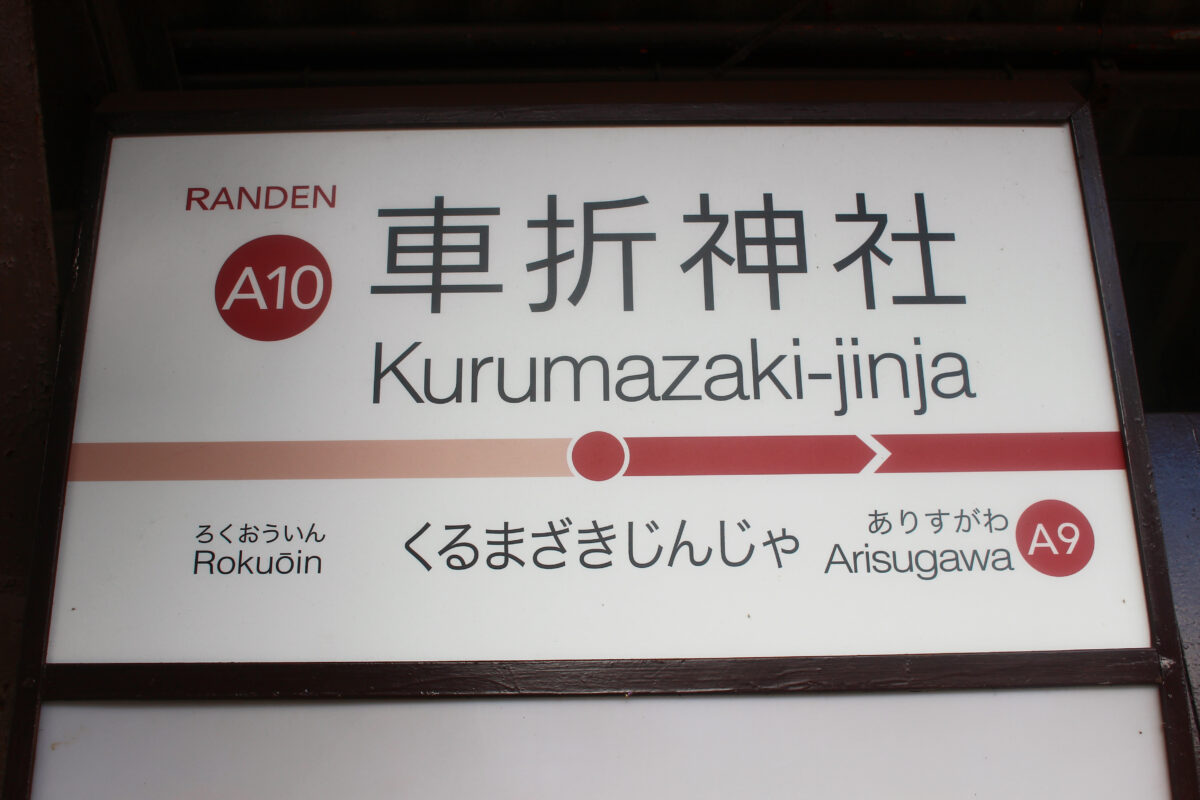 RANDEN
A10
車折神社
Kurumazaki-jinja
ろくおういん
Rokuōin
くるまざきじんじゃ
ありすがわ
Arisugawa
A9